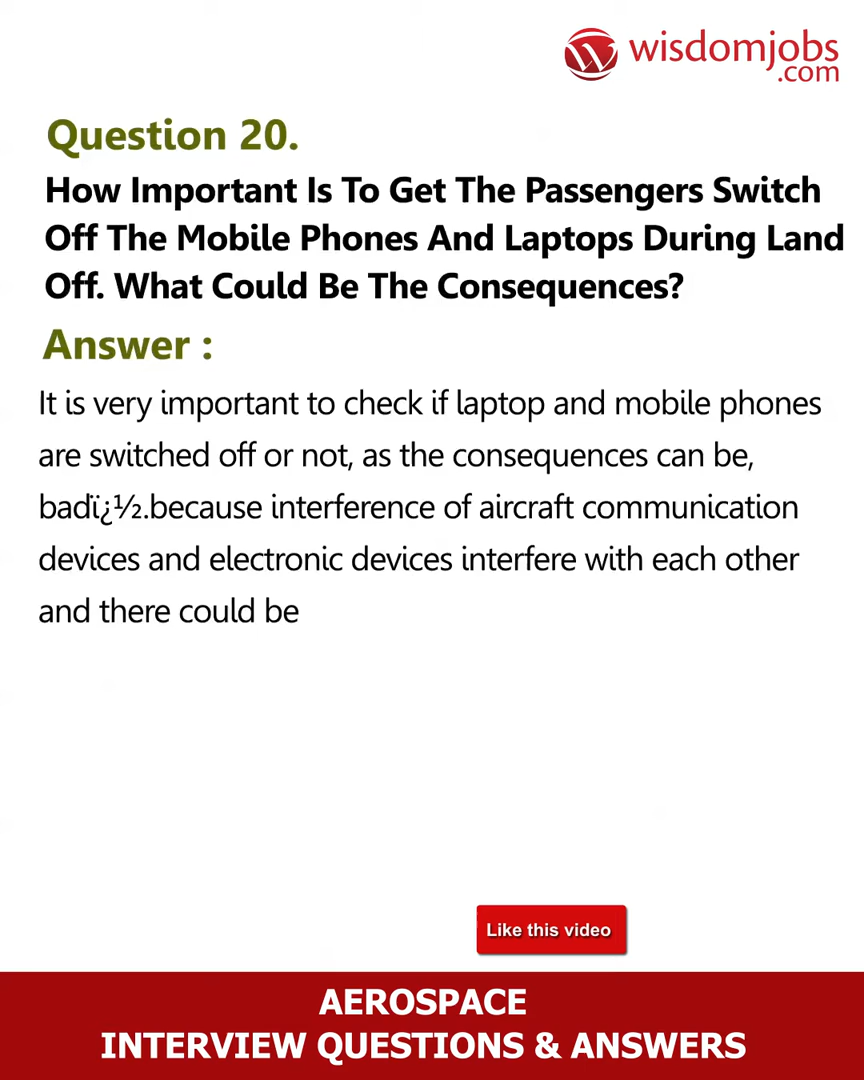 wisdomjobs
.com
Question 20.
How Important Is To Get The Passengers Switch
Off The Mobile Phones And Laptops During Land
Off. What Could Be The Consequences?
Answer :
It is very important to check if laptop and mobile phones
are switched off or not, as the consequences can be,
badï¿½.because interference of aircraft communication
devices and electronic devices interfere with each other
and there could be
Like this video
AEROSPACE
INTERVIEW QUESTIONS & ANSWERS